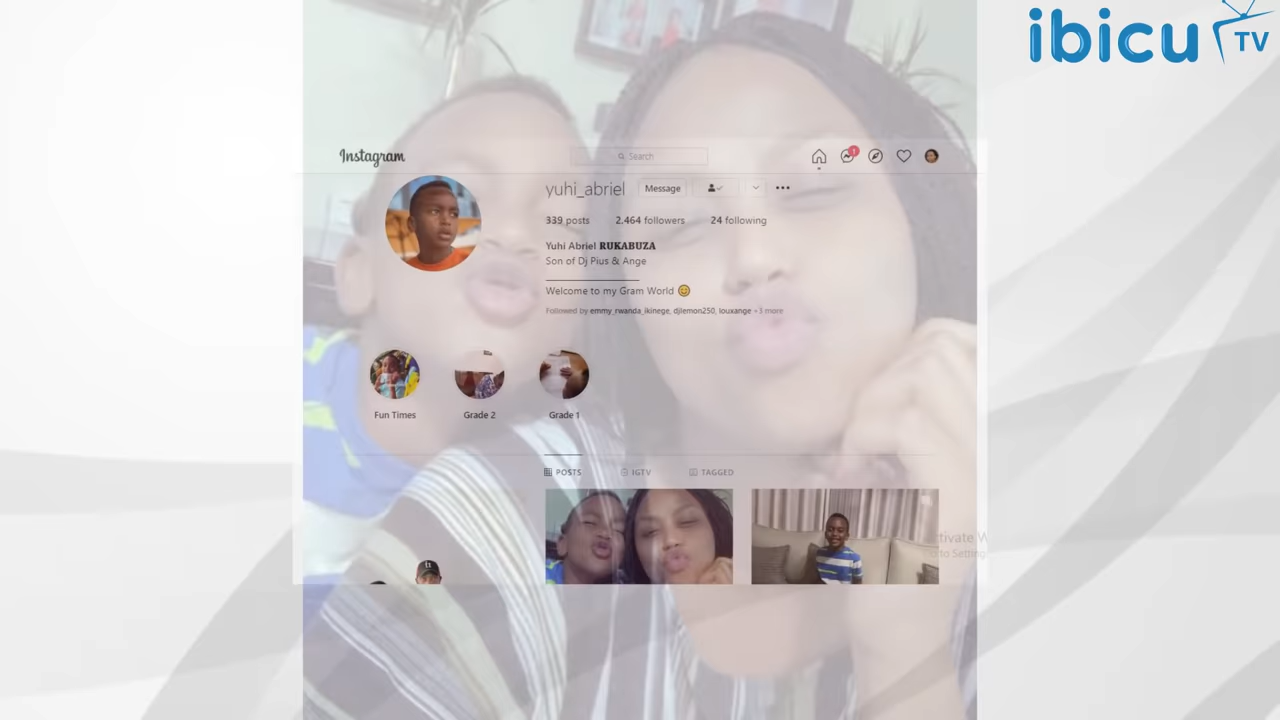 ibicu TV
Instagram
Search
1
yuhi_abriel Message
339 posts 2,464 followers 24 following
Yuhi Abriel RUKABUZA
Son of Dj Pius & Ange
Welcome to my Gram World
Followed by emmy_rwanda_ikinege, djlemon250, louxange +3 more
Fun Times Grade 2 Grade 1
POSTS IGTV TAGGED